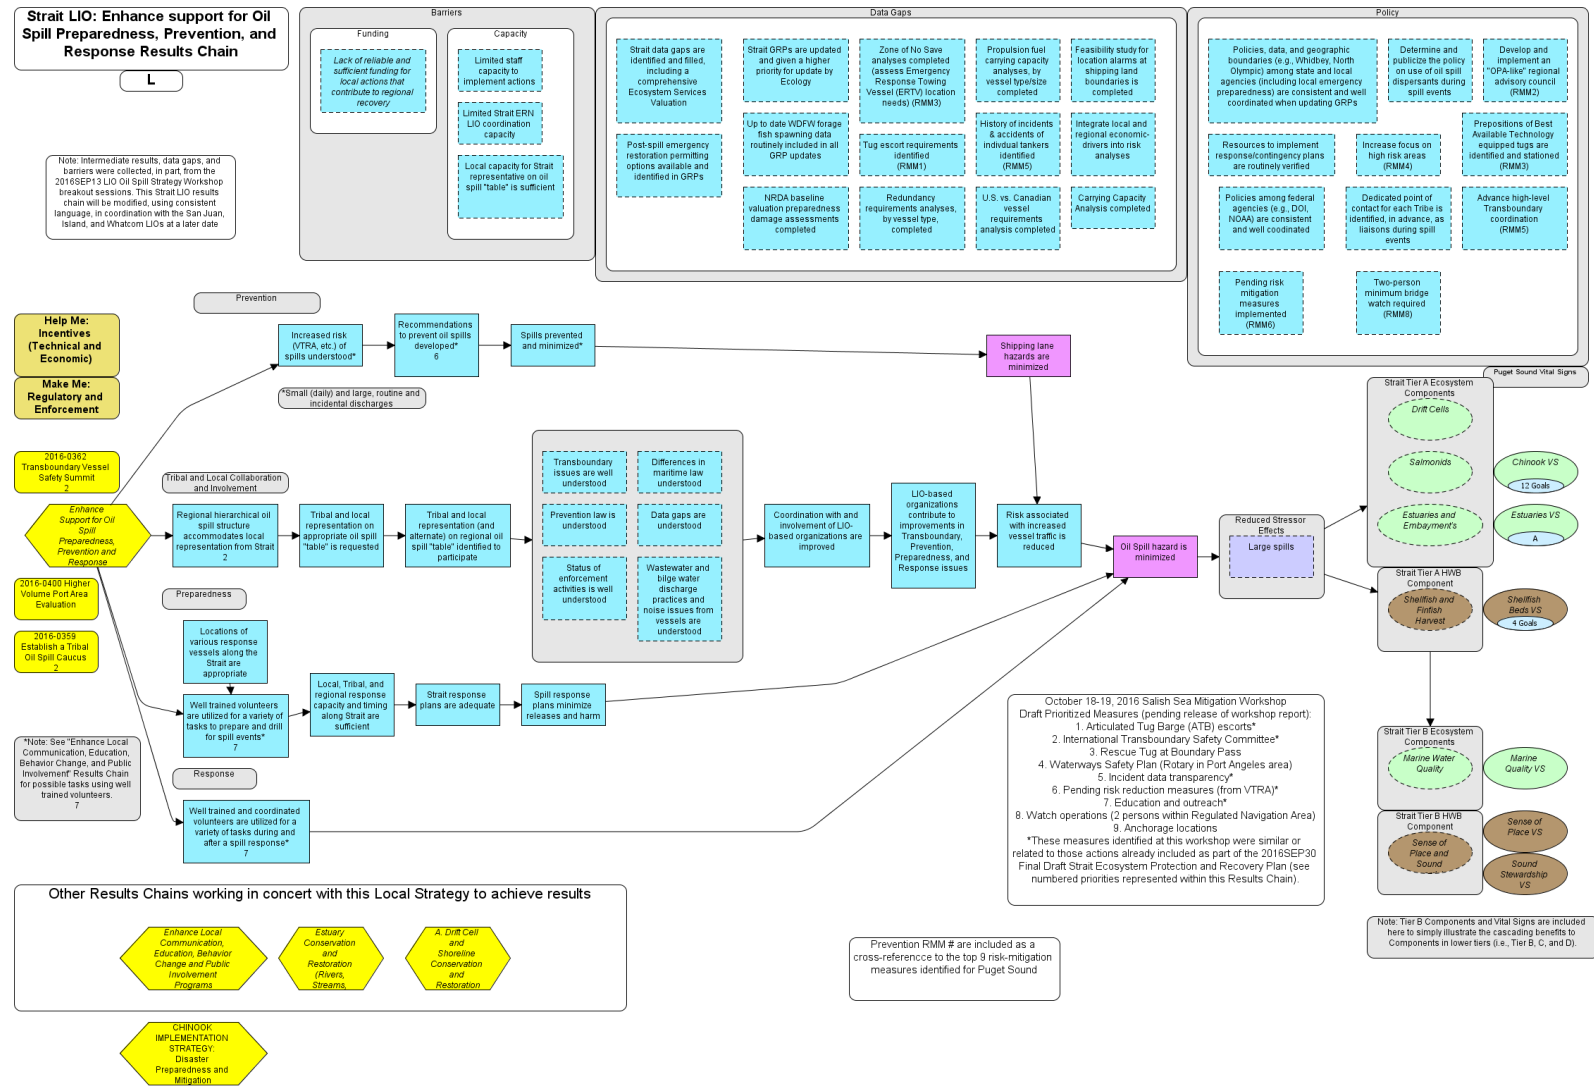 Strait LIO: Enhance support for Oil
Spill Preparedness, Prevention, and
Response Results Chain
L
Note: Intermediate results, data gaps, and
barriers were collected, in part, from the
2016SEP13 LIO Oil Spill Strategy Workshop
breakout sessions. This Strait LIO results
chain will be modified, using consistent
language, in coordination with the San Juan,
Island, and Whatcom LIOs at a later date
Barriers
Funding
Lack of reliable and
sufficient funding for
local actions that
contribute to regional
recovery
Capacity
Limited staff
capacity to
implement actions
Limited Strait ERN
LIO coordination
capacity
Local capacity for Strait
representative on oil
spill "table" is sufficient
Data Gaps
Strait data gaps are
identified and filled,
including a
comprehensive
Ecosystem Services
Valuation
Post-spill emergency
restoration permitting
options available and
identified in GRPs
Strait GRPs are updated
and given a higher
priority for update by
Ecology
Up to date WDFW forage
fish spawning data
routinely included in all
GRP updates
NRDA baseline
valuation preparedness
damage assessments
completed
Zone of No Save
analyses completed
(assess Emergency
Response Towing
Vessel (ERTV) location
needs) (RMM3)
Tug escort requirements
identified
(RMM1)
Redundancy
requirements analyses,
by vessel type,
completed
Propulsion fuel
carrying capacity
analyses, by
vessel type/size
completed
History of incidents
& accidents of
indivdual tankers
identified
(RMM5)
U.S. vs. Canadian
vessel
requirements
analysis completed
Feasibility study for
location alarms at
shipping land
boundaries is
completed
Integrate local and
regional economic-
drivers into risk
analyses
Carrying Capacity
Analysis completed
Policy
Policies, data, and geographic
boundaries (e.g., Whidbey, North
Olympic) among state and local
agencies (including local emergency
preparedness) are consistent and well
coordinated when updating GRPs
Determine and
publicize the policy
on use of oil spill
dispersants during
spill events
Develop and
implement an
"OPA-like" regional
advisory council
(RMM2)
Resources to implement
response/contingency plans
are routinely verified
Increase focus on
high risk areas
(RMM4)
Prepositions of Best
Available Technology
equipped tugs are
identified and stationed
(RMM3)
Policies among federal
agencies (e.g., DOI,
NOAA) are consistent
and well coodinated
Dedicated point of
contact for each Tribe is
identified, in advance, as
liaisons during spill
events
Advance high-level
Transboundary
coordination
(RMM5)
Pending risk
mitigation
measures
implemented
(RMM6)
Two-person
minimum bridge
watch required
(RMM8)
Help Me:
Incentives
(Technical and
Economic)
Make Me:
Regulatory and
Enforcement
Prevention
Increased risk
(VTRA, etc.) of
spills understood*
Recommendations
to prevent oil spills
developed*
6
Spills prevented
and minimized*
Shipping lane
hazards are
minimized
*Small (daily) and large, routine and
incidental discharges
2016-0362
Transboundary Vessel
Safety Summit
2
Enhance
Support for Oil
Spill
Preparedness,
Prevention and
Response
2016-0400 Higher
Volume Port Area
Evaluation
2016-0359
Establish a Tribal
Oil Spill Caucus
2
Tribal and Local Collaboration
and Involvement
Regional hierarchical oil
spill structure
accommodates local
representation from Strait
2
Tribal and local
representation on
appropriate oil spill
"table" is requested
Tribal and local
representation (and
alternate) on regional oil
spill "table" identified to
participate
Transboundary
issues are well
understood
Differences in
maritime law
understood
Prevention law is
understood
Data gaps are
understood
Status of
enforcement
activities is well
understood
Wastewater and
bilge water
discharge
practices and
noise issues from
vessels are
understood
Coordination with and
involvement of LIO-
based organizations are
improved
LIO-based
organizations
contribute to
improvements in
Transboundary,
Prevention,
Preparedness, and
Response issues
Risk associated
with increased
vessel traffic is
reduced
Oil Spill hazard is
minimized
Reduced Stressor
Effects
Large spills
Preparedness
Locations of
various response
vessels along the
Strait are
appropriate
Well trained volunteers
are utilized for a variety of
tasks to prepare and drill
for spill events*
7
Local, Tribal, and
regional response
capacity and timing
along Strait are
sufficient
Strait response
plans are adequate
Spill response
plans minimize
releases and harm
*Note: See "Enhance Local
Communication, Education,
Behavior Change, and Public
Involvement" Results Chain
for possible tasks using well
trained volunteers.
7
Response
Well trained and coordinated
volunteers are utilized for a
variety of tasks during and
after a spill response*
7
Puget Sound Vital Signs
Strait Tier A Ecosystem
Components
Drift Cells
Salmonids
Estuaries and
Embayment's
Chinook VS
12 Goals
Estuaries VS
A
Strait Tier A HWB
Component
Shellfish and
Finfish
Harvest
Shellfish
Beds VS
4 Goals
Strait Tier B Ecosystem
Components
Marine Water
Quality
Marine
Quality VS
Strait Tier B HWB
Component
Sense of
Place and
Sound
Sense of
Place VS
Sound
Stewardship
VS
Note: Tier B Components and Vital Signs are included
here to simply illustrate the cascading benefits to
Components in lower tiers (i.e., Tier B, C, and D).
October 18-19, 2016 Salish Sea Mitigation Workshop
Draft Prioritized Measures (pending release of workshop report):
1. Articulated Tug Barge (ATB) escorts*
2. International Transboundary Safety Committee*
3. Rescue Tug at Boundary Pass
4. Waterways Safety Plan (Rotary in Port Angeles area)
5. Incident data transparency*
6. Pending risk reduction measures (from VTRA)*
7. Education and outreach*
8. Watch operations (2 persons within Regulated Navigation Area)
9. Anchorage locations
*These measures identified at this workshop were similar or
related to those actions already included as part of the 2016SEP30
Final Draft Strait Ecosystem Protection and Recovery Plan (see
numbered priorities represented within this Results Chain).
Prevention RMM # are included as a
cross-referencce to the top 9 risk-mitigation
measures identified for Puget Sound
Other Results Chains working in concert with this Local Strategy to achieve results
Enhance Local
Communication,
Education, Behavior
Change and Public
Involvement
Programs
Estuary
Conservation
and
Restoration
(Rivers,
Streams,
A. Drift Cell
and
Shoreline
Conservation
and
Restoration
CHINOOK
IMPLEMENTATION
STRATEGY:
Disaster
Preparedness and
Mitigation